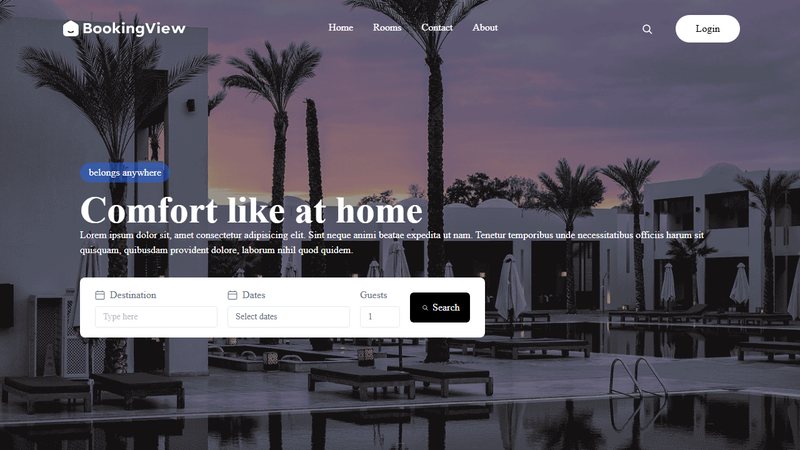 BookingView
Home Rooms Contact About
Login
belongs anywhere
Comfort like at home
Lorem ipsum dolor sit, amet consectetur adipisicing elit. Sint neque animi beatae expedita ut nam. Tenetur temporibus unde necessitatibus officiis harum sit
quisquam, quibusdam provident dolore, laborum nihil quod quidem.
Destination Dates Guests
Type here Select dates 1 Search